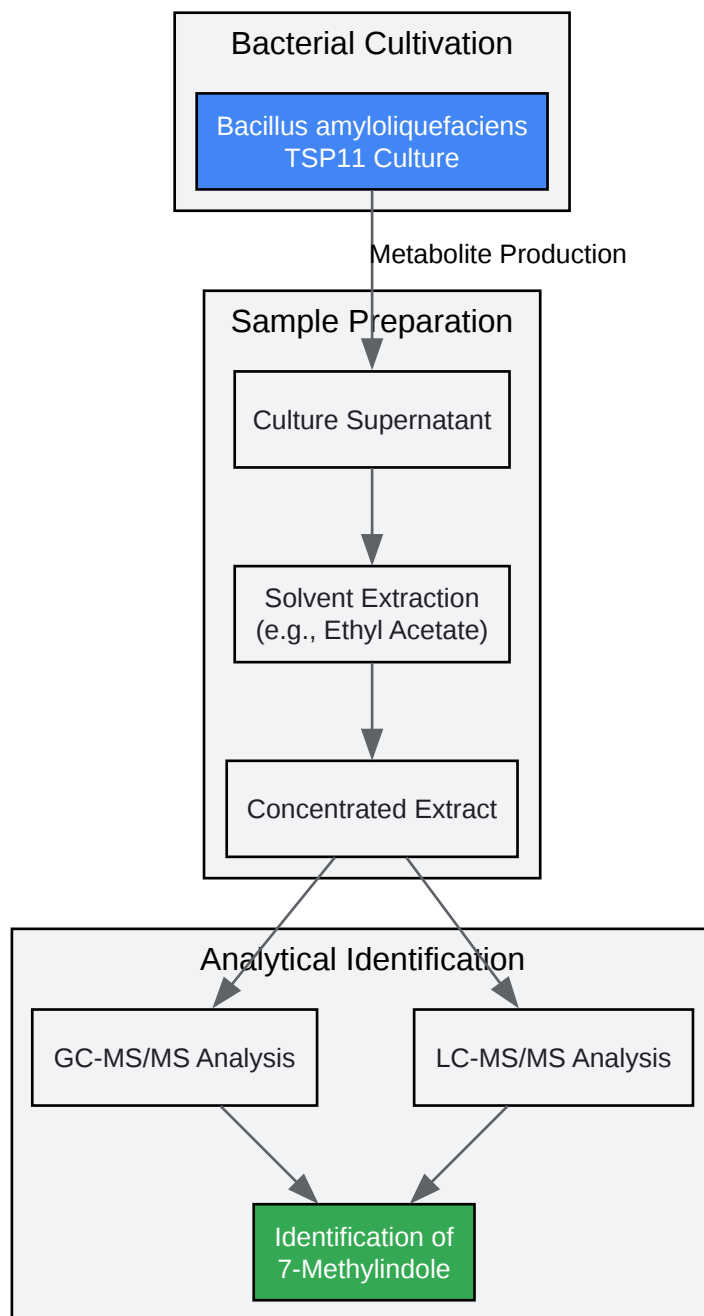 Bacterial Cultivation
Bacillus amyloliquefaciens
TSP11 Culture
Metabolite Production
Sample Preparation
Culture Supernatant
Solvent Extraction
(e.g., Ethyl Acetate)
Concentrated Extract
Analytical Identification
GC-MS/MS Analysis
LC-MS/MS Analysis
Identification of
7-Methylindole